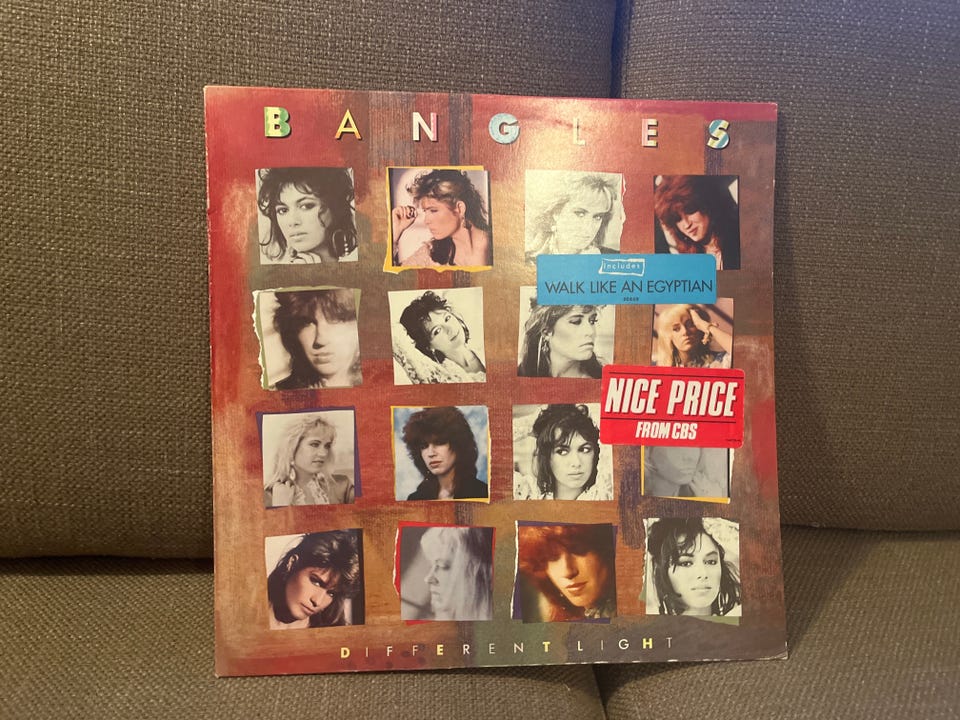 BANGLES
includes
WALK LIKE AN EGYPTIAN
NICE PRICE
FROM CBS
DIFFERENT LIGHT